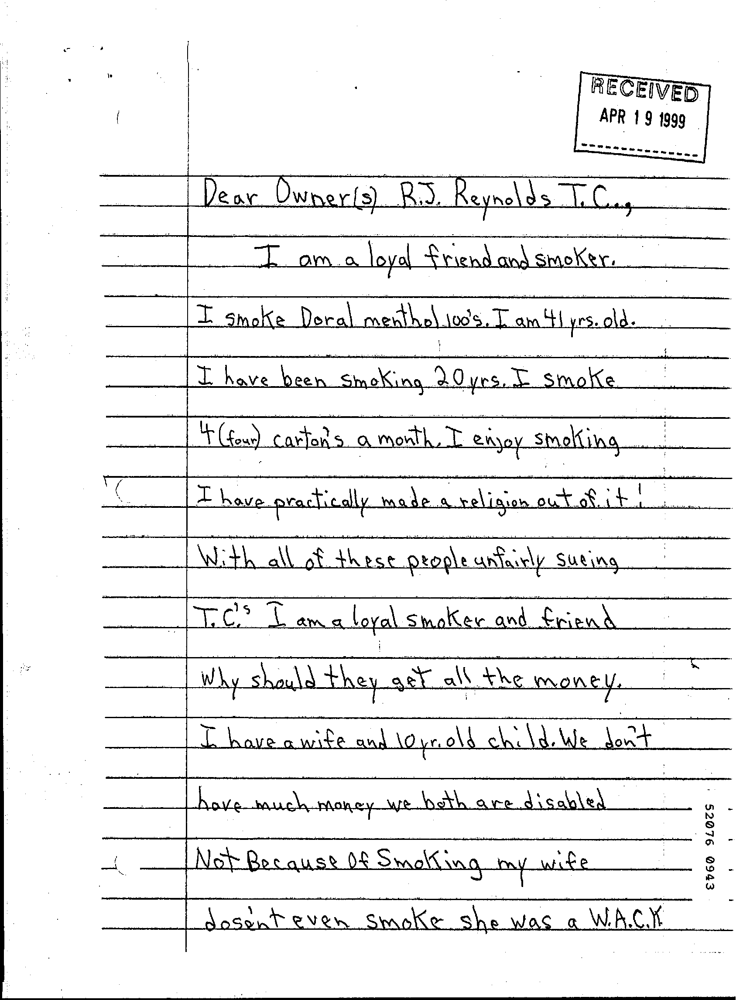 RECEIVED
APR 19 1999
Dear Owner(s) R.J. Reynolds T.C..,
I am a loyal friend and smoker.
I smoke Doral menthol 100's. I am 41 yrs. old.
I have been smoking 20 yrs. I smoke
4 (four) carton's a month. I enjoy smoking
I have practically made a religion out of it!
With all of these people unfairly sueing
T.C.'s I am a loyal smoker and friend
Why should they get all the money.
I have a wife and 10 yr. old child. We don't
have much money we both are disabled
Not Because Of Smoking my wife
dosen't even smoke she was a W.A.C.K
52076 0943